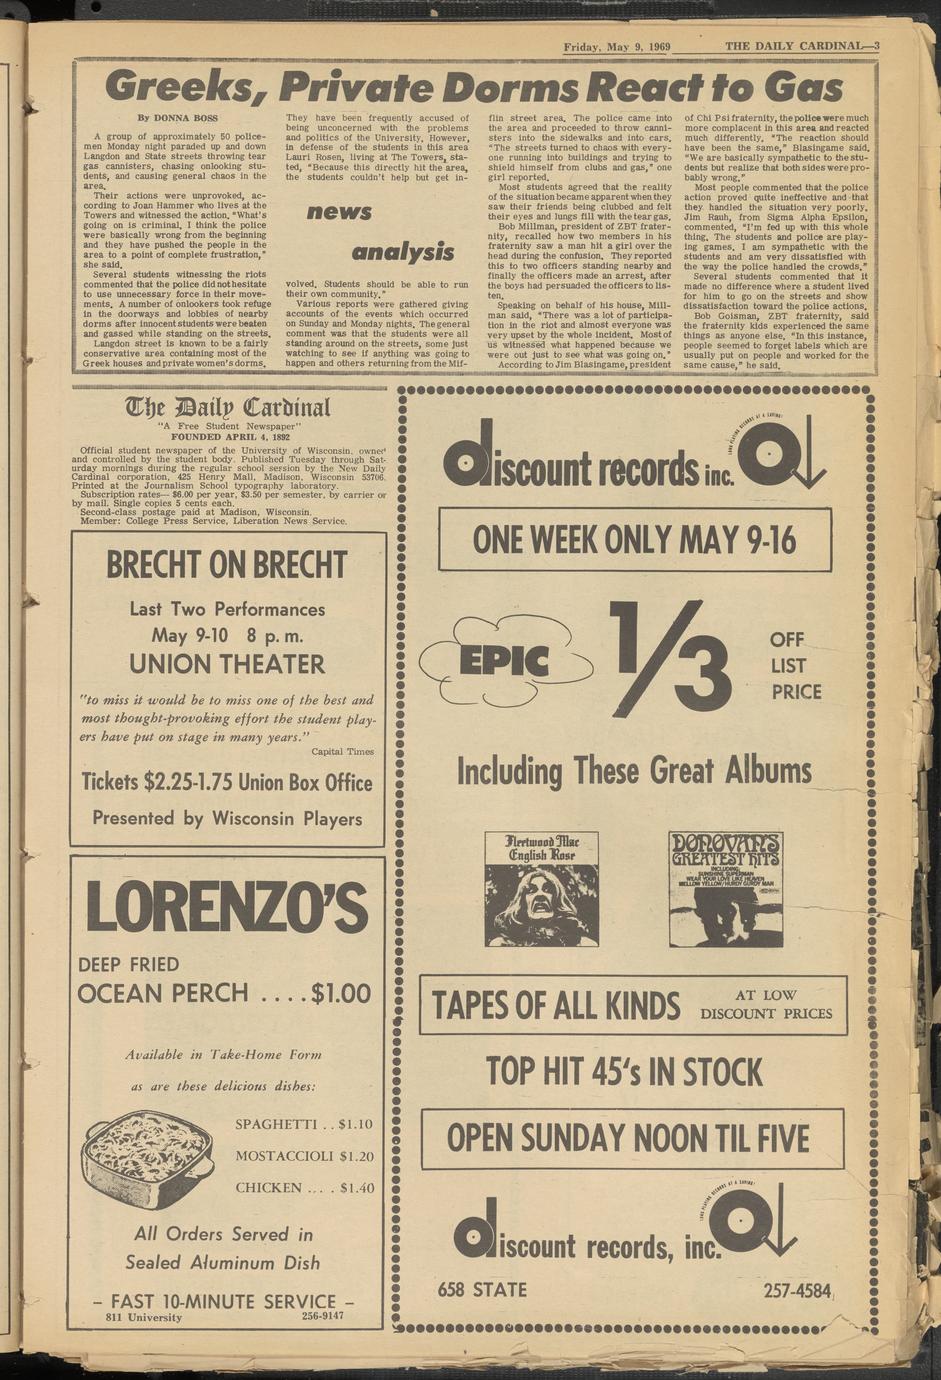 Friday, May 9, 1969 THE DAILY CARDINAL—3
Greeks, Private Dorms React to Gas
By DONNA BOSS
A group of approximately 50 police-
men Monday night paraded up and down
Langdon and State streets throwing tear
gas cannisters, chasing onlooking stu-
dents, and causing general chaos in the
area.
Their actions were unprovoked, ac-
cording to Joan Hammer who lives at the
Towers and witnessed the action. "What's
going on is criminal. I think the police
were basically wrong from the beginning
and they have pushed the people in the
area to a point of complete frustration,"
she said.
Several students witnessing the riots
commented that the police did not hesitate
to use unnecessary force in their move-
ments. A number of onlookers took refuge
in the doorways and lobbies of nearby
dorms after innocent students were beaten
and gassed while standing on the streets.
Langdon street is known to be a fairly
conservative area containing most of the
Greek houses and private women's dorms.
They have been frequently accused of
being unconcerned with the problems
and politics of the University. However,
in defense of the students in this area
Lauri Rosen, living at The Towers, sta-
ted, "Because this directly hit the area,
the students couldn't help but get in-
news
analysis
volved. Students should be able to run
their own community."
Various reports were gathered giving
accounts of the events which occurred
on Sunday and Monday nights. The general
comment was that the students were all
standing around on the streets, some just
watching to see if anything was going to
happen and others returning from the Mif-
flin street area. The police came into
the area and proceeded to throw canni-
sters into the sidewalks and into cars.
"The streets turned to chaos with every-
one running into buildings and trying to
shield himself from clubs and gas," one
girl reported.
Most students agreed that the reality
of the situation became apparent when they
saw their friends being clubbed and felt
their eyes and lungs fill with the tear gas.
Bob Millman, president of ZBT frater-
nity, recalled how two members in his
fraternity saw a man hit a girl over the
head during the confusion. They reported
this to two officers standing nearby and
finally the officers made an arrest, after
the boys had persuaded the officers to lis-
ten.
Speaking on behalf of his house, Mill-
man said, "There was a lot of participa-
tion in the riot and almost everyone was
very upset by the whole incident. Most of
us witnessed what happened because we
were out just to see what was going on."
According to Jim Blasingame, president
of Chi Psi fraternity, the police were much
more complacent in this area and reacted
much differently. "The reaction should
have been the same," Blasingame said.
"We are basically sympathetic to the stu-
dents but realize that both sides were pro-
bably wrong."
Most people commented that the police
action proved quite ineffective and that
they handled the situation very poorly.
Jim Rauh, from Sigma Alpha Epsilon,
commented, "I'm fed up with this whole
thing. The students and police are play-
ing games. I am sympathetic with the
students and am very dissatisfied with
the way the police handled the crowds."
Several students commented that it
made no difference where a student lived
for him to go on the streets and show
dissatisfaction toward the police actions.
Bob Goisman, ZBT fraternity, said
the fraternity kids experienced the same
things as anyone else. "In this instance,
people seemed to forget labels which are
usually put on people and worked for the
same cause," he said.
The Daily Cardinal
"A Free Student Newspaper"
FOUNDED APRIL 4, 1892
Official student newspaper of the University of Wisconsin, owned
and controlled by the student body. Published Tuesday through Sat-
urday mornings during the regular school session by the New Daily
Cardinal corporation, 425 Henry Mall, Madison, Wisconsin 53706.
Printed at the Journalism School typography laboratory.
Subscription rates— $6.00 per year, $3.50 per semester, by carrier or
by mail. Single copies 5 cents each.
Second-class postage paid at Madison, Wisconsin.
Member: College Press Service, Liberation News Service.
BRECHT ON BRECHT
Last Two Performances
May 9-10 8 p. m.
UNION THEATER
"to miss it would be to miss one of the best and
most thought-provoking effort the student play-
ers have put on stage in many years."
Capital Times
Tickets $2.25-1.75 Union Box Office
Presented by Wisconsin Players
LORENZO'S
DEEP FRIED
OCEAN PERCH .... $1.00
Available in Take-Home Form
as are these delicious dishes:
SPAGHETTI .. $1.10
MOSTACCIOLI $1.20
CHICKEN ... . $1.40
All Orders Served in
Sealed Aluminum Dish
– FAST 10-MINUTE SERVICE –
811 University 256-9147
discount records inc.
LONG PLAYING RECORDS AT A SAVING!
ONE WEEK ONLY MAY 9-16
EPIC 1/3 OFF
LIST
PRICE
Including These Great Albums
Fleetwood Mac
English Rose
DONOVAN'S
GREATEST HITS
INCLUDING:
SUNSHINE SUPERMAN
WEAR YOUR LOVE LIKE HEAVEN
MELLOW YELLOW/HURDY GURDY MAN
TAPES OF ALL KINDS AT LOW
DISCOUNT PRICES
TOP HIT 45's IN STOCK
OPEN SUNDAY NOON TIL FIVE
discount records, inc.
LONG PLAYING RECORDS AT A SAVING!
658 STATE 257-4584